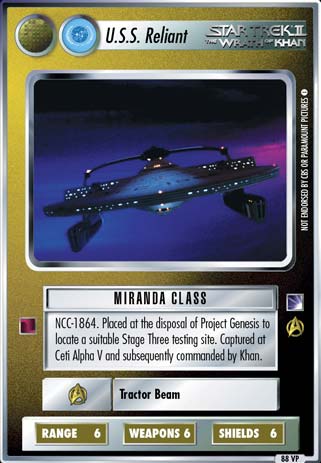 U.S.S. Reliant
STAR TREK II
THE WRATH OF KHAN
NOT ENDORSED BY CBS OR PARAMOUNT PICTURES
MIRANDA CLASS
NCC-1864. Placed at the disposal of Project Genesis to
locate a suitable Stage Three testing site. Captured at
Ceti Alpha V and subsequently commanded by Khan.
Tractor Beam
RANGE 6
WEAPONS 6
SHIELDS 6
88 VP